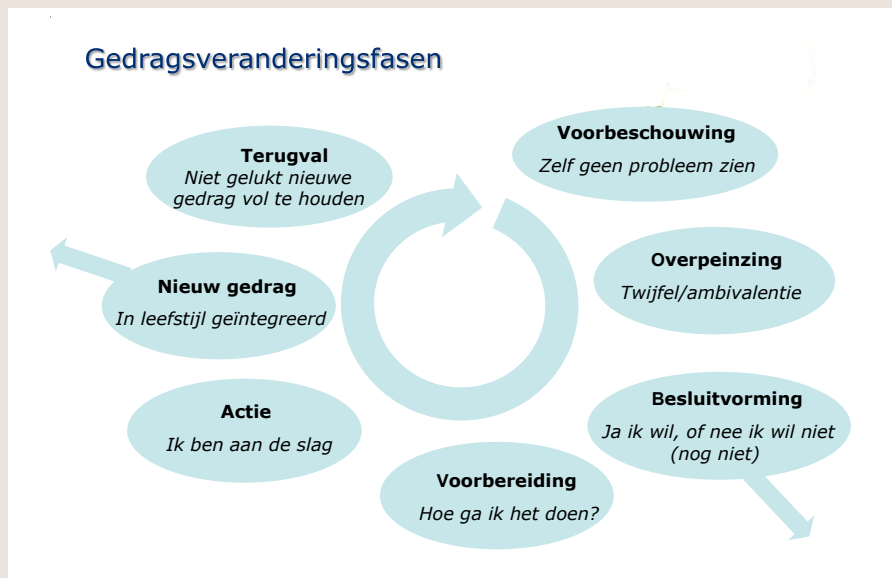 Gedragsveranderingsfasen
Voorbeschouwing
Zelf geen probleem zien
Overpeinzing
Twijfel/ambivalentie
Besluitvorming
Ja ik wil, of nee ik wil niet
(nog niet)
Voorbereiding
Hoe ga ik het doen?
Actie
Ik ben aan de slag
Nieuw gedrag
In leefstijl geïntegreerd
Terugval
Niet gelukt nieuwe
gedrag vol te houden